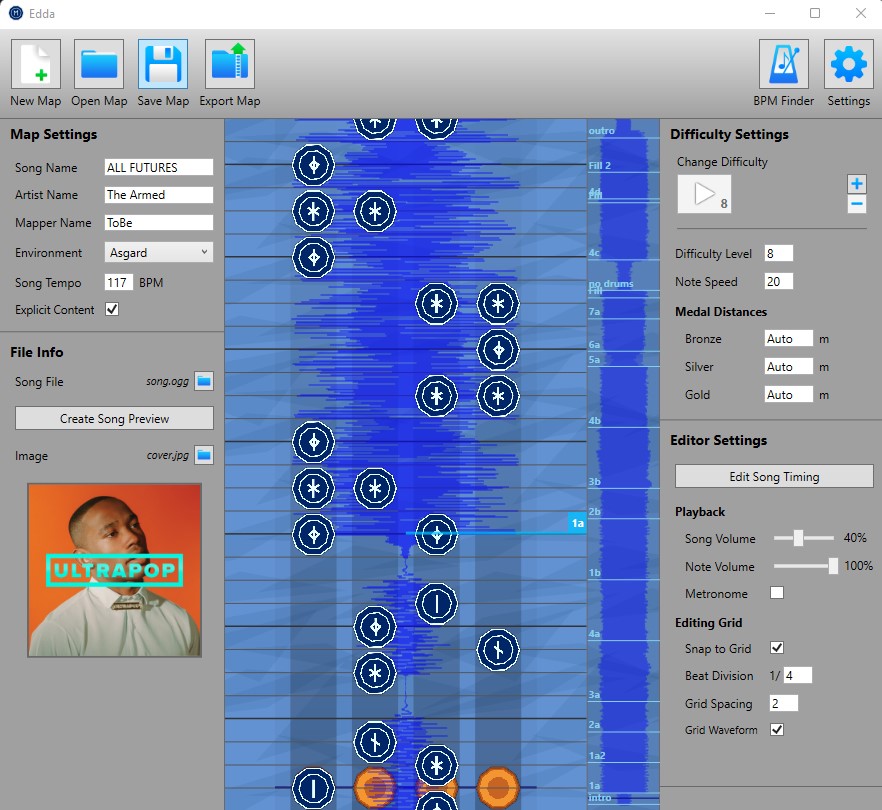 Edda
New Map
Open Map
Save Map
Export Map
BPM Finder
Settings
Map Settings
Song Name
ALL FUTURES
Artist Name
The Armed
Mapper Name
ToBe
Environment
Asgard
Song Tempo
117
BPM
Explicit Content
File Info
Song File
song.ogg
Create Song Preview
Image
cover.jpg
ULTRAPOP
1a
outro
Fill 2
4d
4c
no drums
Fill
7a
6a
5a
4b
3b
2b
1b
4a
3a
2a
1a2
1a
intro
Difficulty Settings
Change Difficulty
8
Difficulty Level
8
Note Speed
20
Medal Distances
Bronze
Auto
m
Silver
Auto
m
Gold
Auto
m
Editor Settings
Edit Song Timing
Playback
Song Volume
40%
Note Volume
100%
Metronome
Editing Grid
Snap to Grid
Beat Division
1/ 4
Grid Spacing
2
Grid Waveform